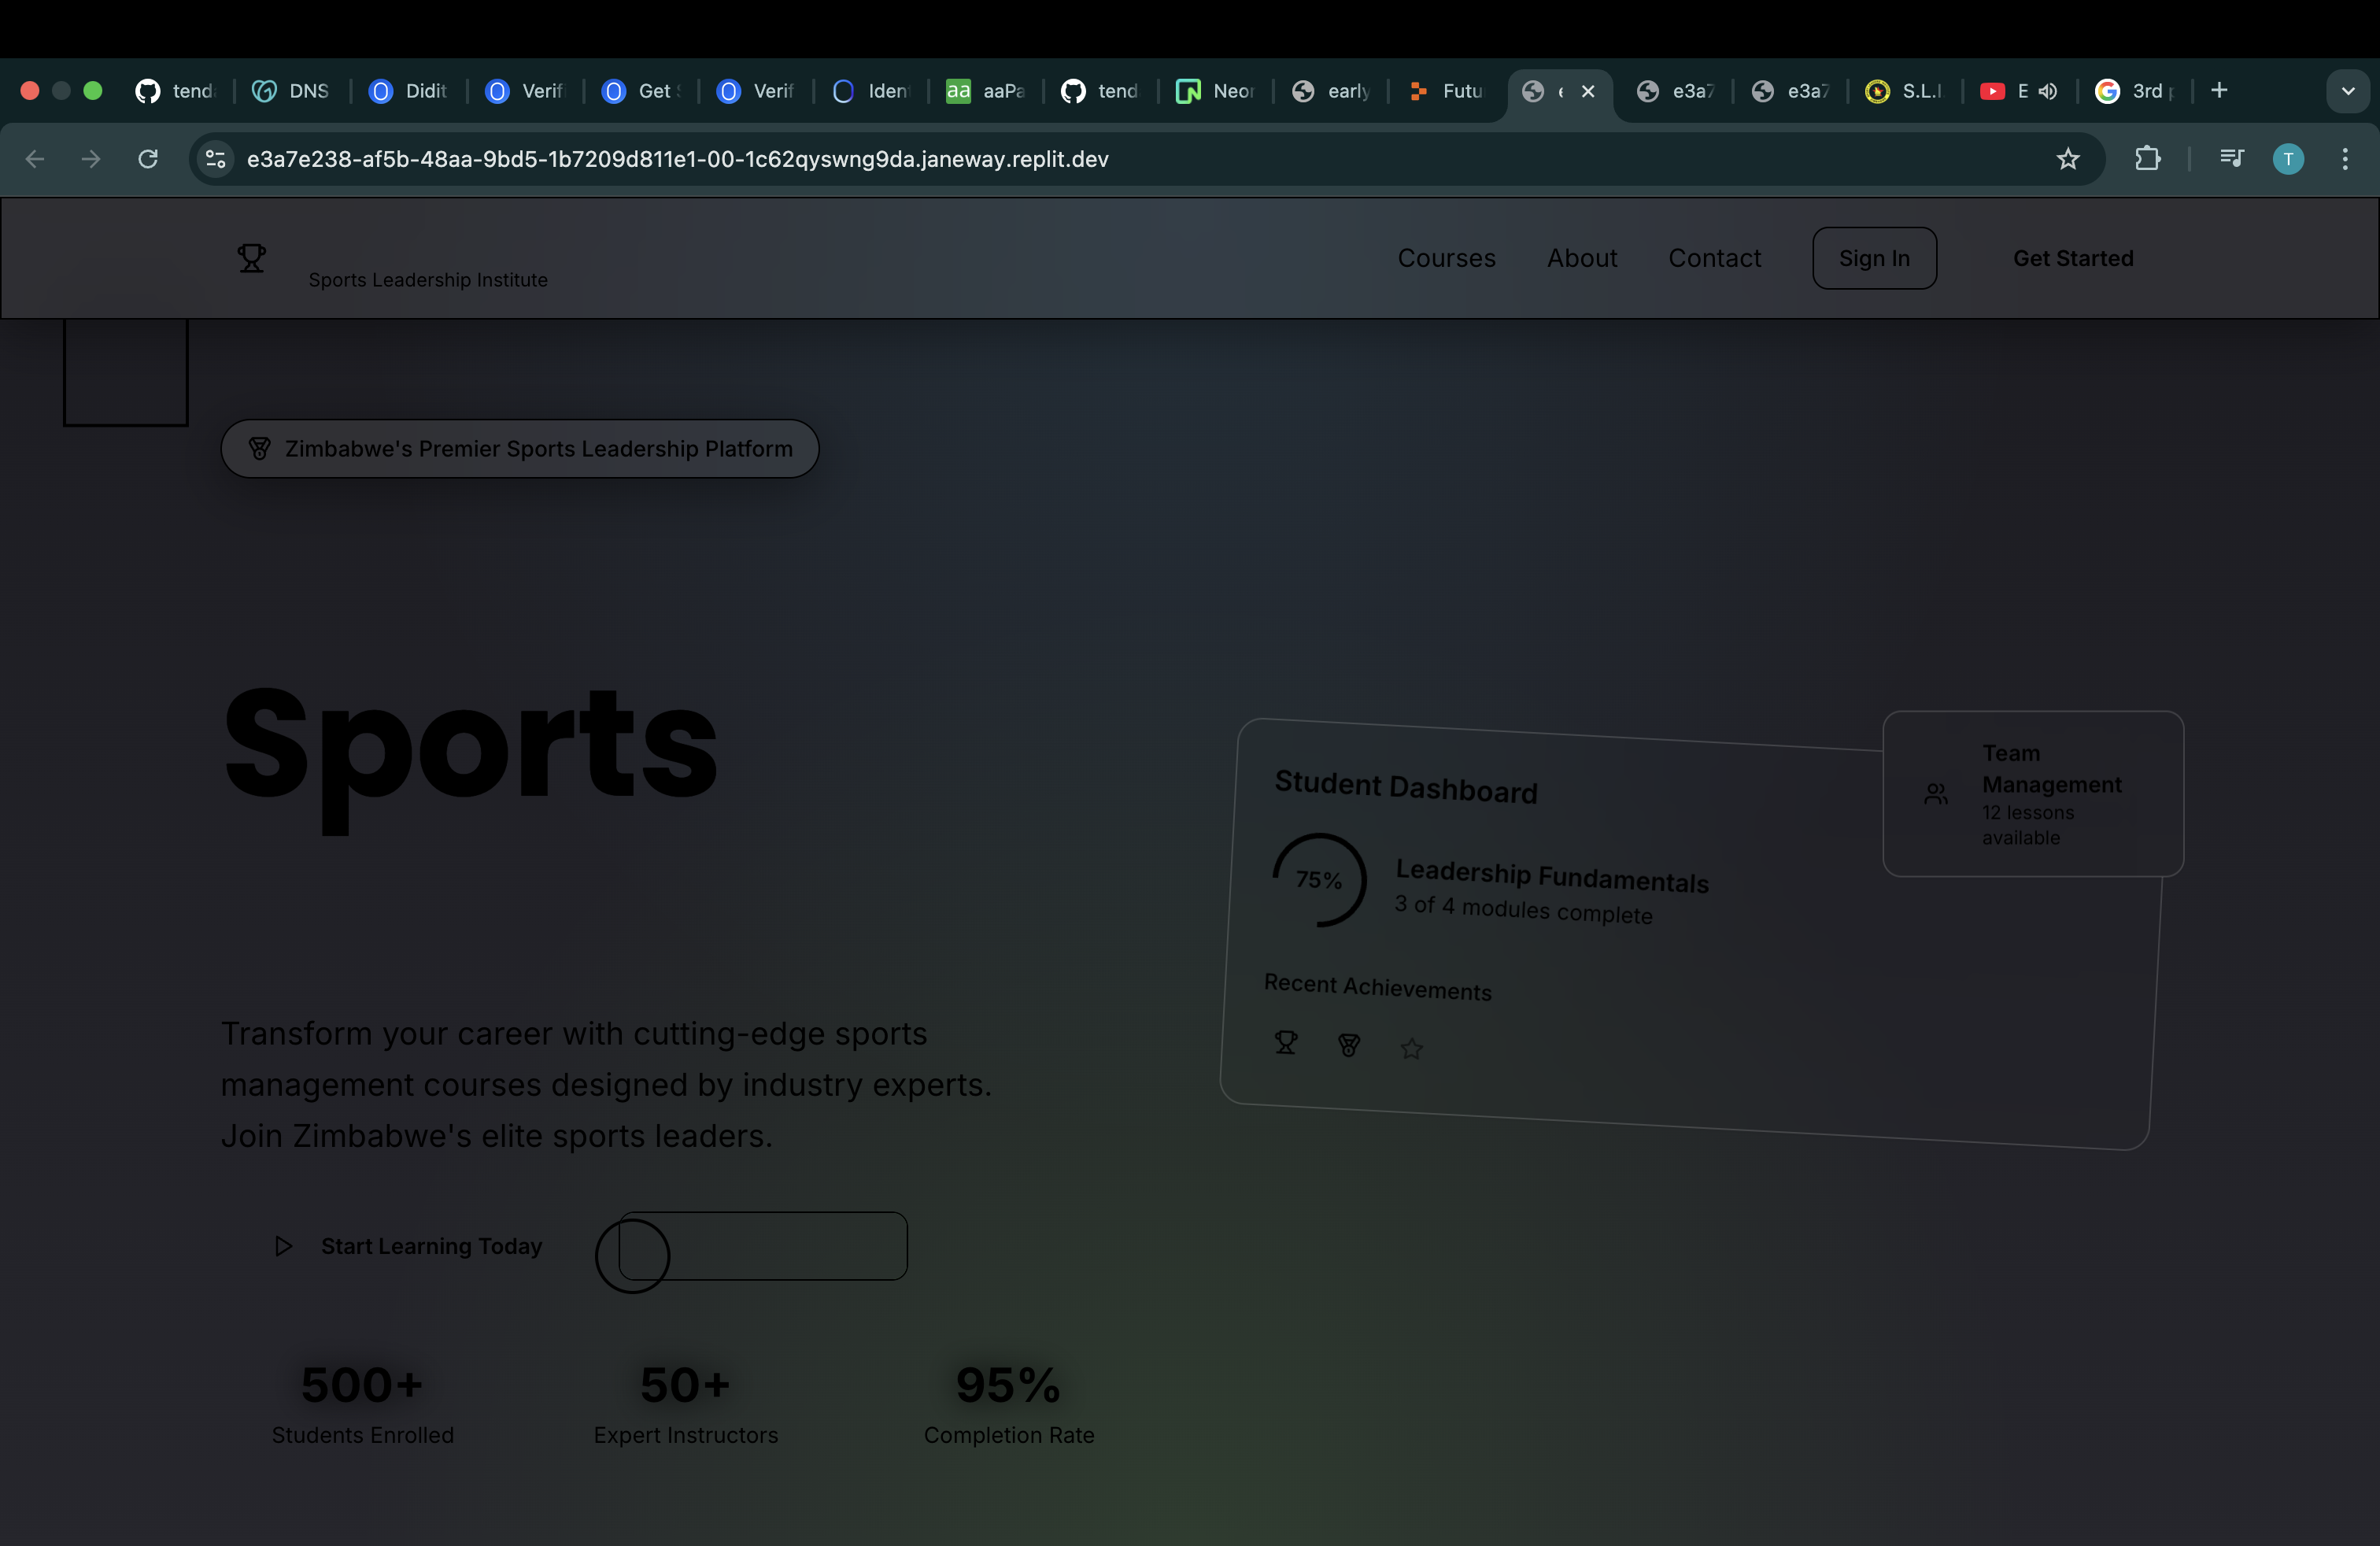 tend
DNS
Didit
Verif
Get
Verif
Iden
aa
aaPa
tend
Neon
early
Futu
e3a7
e3a7
S.L.I
E
3rd
e3a7e238-af5b-48aa-9bd5-1b7209d811e1-00-1c62qyswng9da.janeway.replit.dev
T
Sports Leadership Institute
Courses
About
Contact
Sign In
Get Started
Zimbabwe's Premier Sports Leadership Platform
Sports
Transform your career with cutting-edge sports
management courses designed by industry experts.
Join Zimbabwe's elite sports leaders.
Start Learning Today
500+
Students Enrolled
50+
Expert Instructors
95%
Completion Rate
Student Dashboard
75%
Leadership Fundamentals
3 of 4 modules complete
Recent Achievements
Team
Management
12 lessons
available